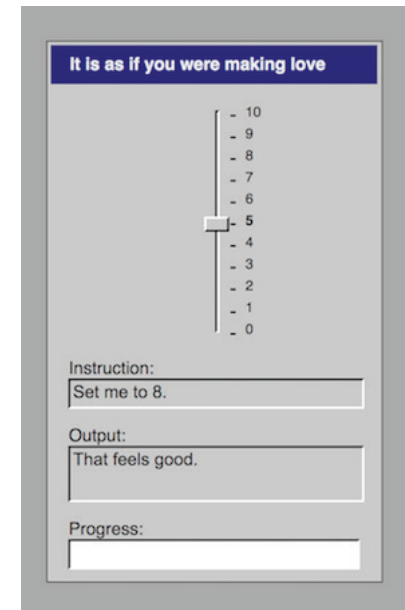 It is as if you were making love
10
9
8
7
6
5
4
3
2
1
0
Instruction:
Set me to 8.
Output:
That feels good.
Progress: